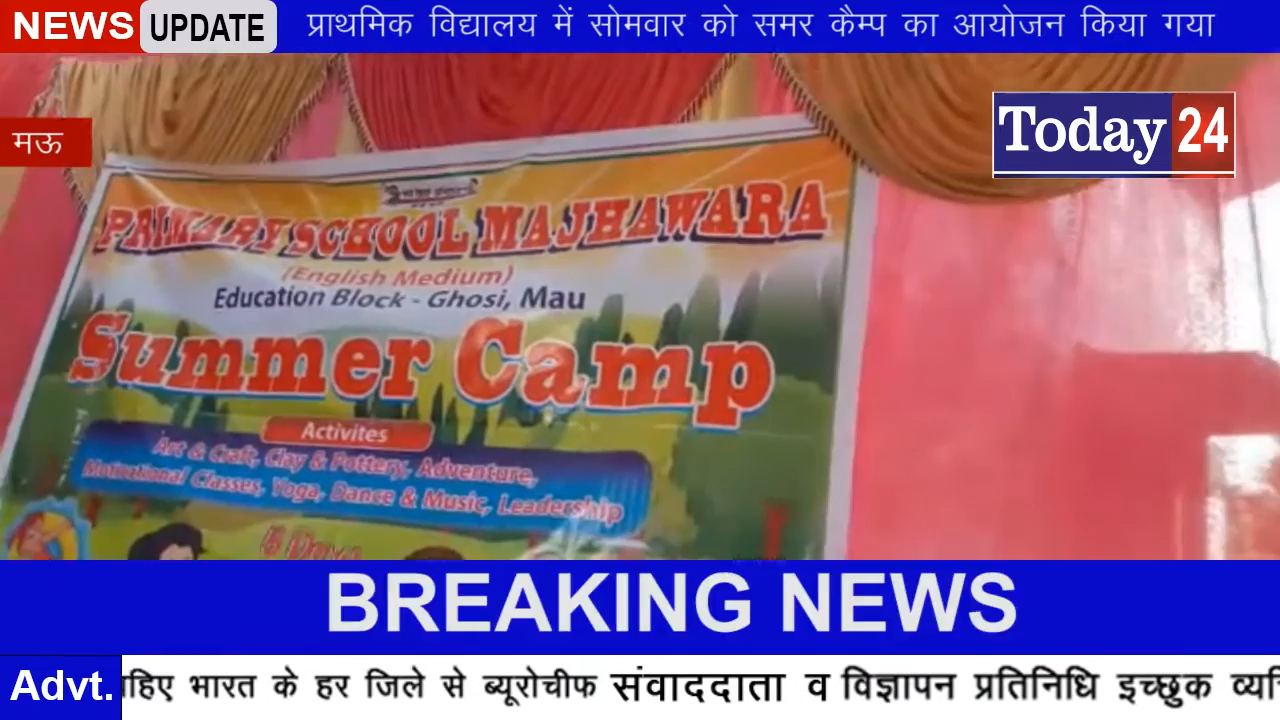 NEWS UPDATE प्राथमिक विद्यालय में सोमवार को समर कैम्प का आयोजन किया गया
मऊ
Today 24
PRIMARY SCHOOL MAJHAWARA
(English Medium)
Education Block - Ghosi, Mau
Summer Camp
Activites
Art & Craft, Clay & Pottery, Adventure,
Motivational Classes, Yoga, Dance & Music, Leadership
5 Days
BREAKING NEWS
Advt. भारत के हर जिले से ब्यूरोचीफ संवाददाता व विज्ञापन प्रतिनिधि इच्छुक